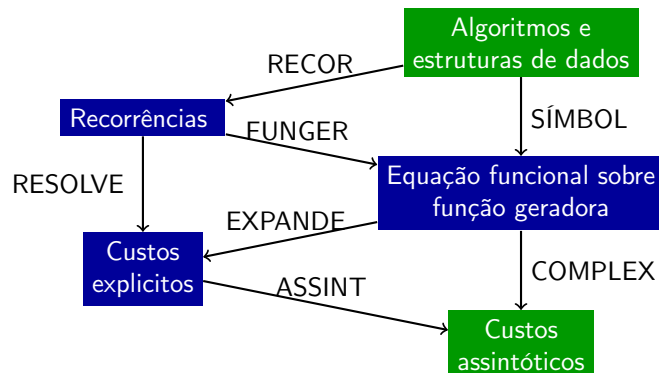 Algoritmos e
estruturas de dados
RECOR
Recorrências
SÍMBOL
FUNGER
RESOLVE
Equação funcional sobre
função geradora
EXPANDE
Custos
explicitos
COMPLEX
ASSINT
Custos
assintóticos